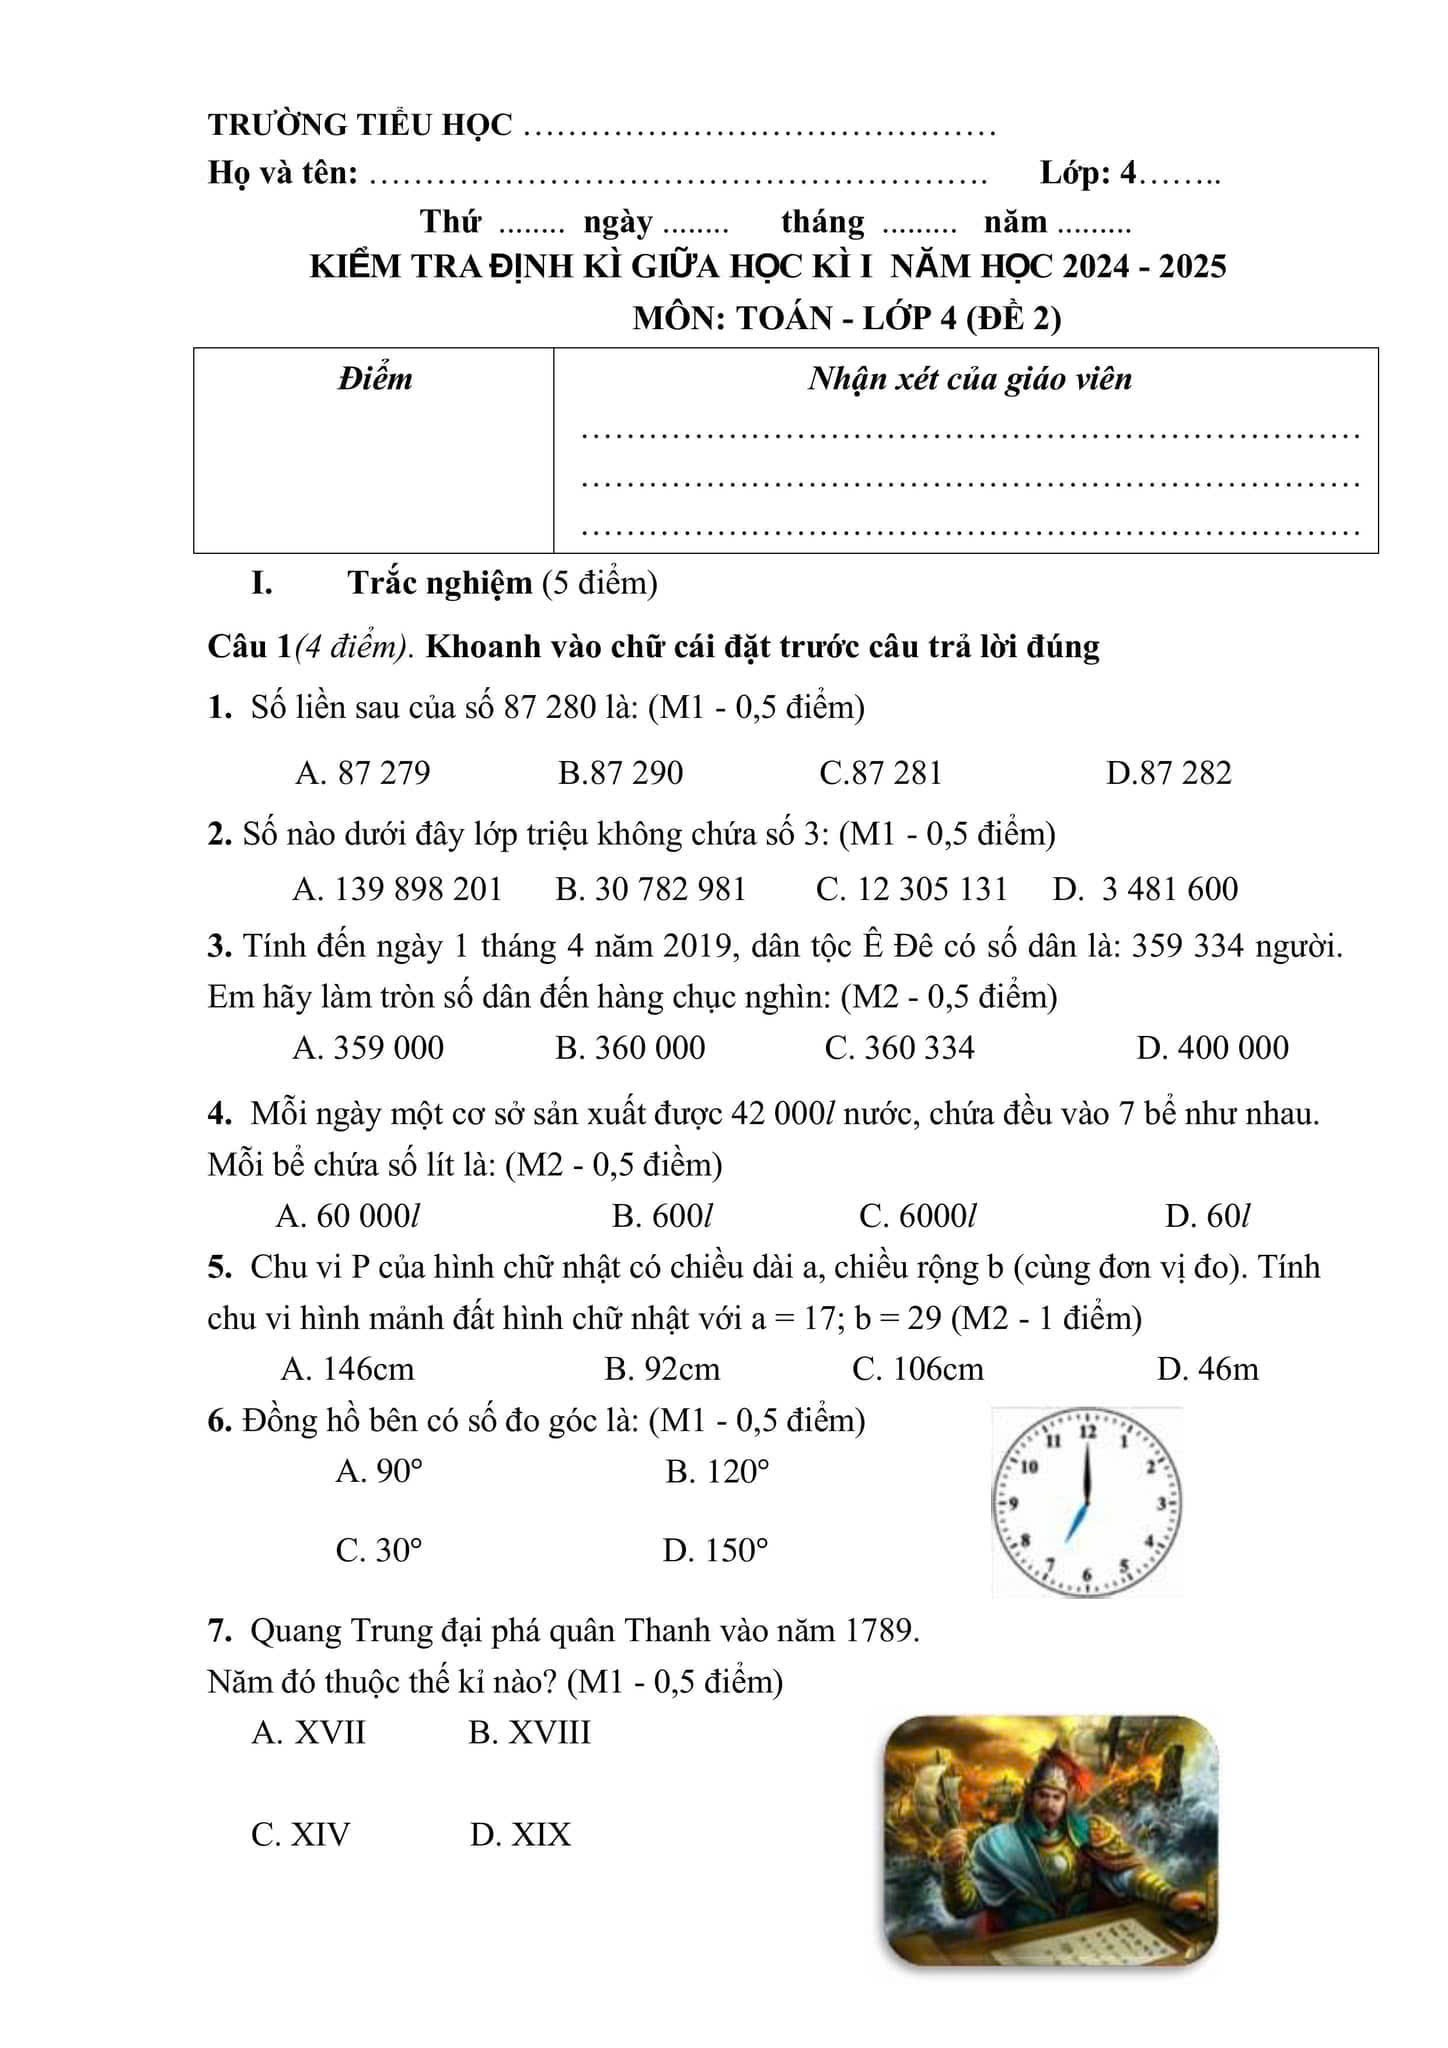 TRƯỜNG TIỂU HỌC ..........................................
Họ và tên: ....................................................... Lớp: 4........
Thứ ........ ngày ........ tháng ......... năm .........
KIỂM TRA ĐỊNH KÌ GIỮA HỌC KÌ I NĂM HỌC 2024 - 2025
MÔN: TOÁN - LỚP 4 (ĐỀ 2)
Điểm Nhận xét của giáo viên
......................................................................
......................................................................
......................................................................
I. Trắc nghiệm (5 điểm)
Câu 1(4 điểm). Khoanh vào chữ cái đặt trước câu trả lời đúng
1. Số liền sau của số 87 280 là: (M1 - 0,5 điểm)
A. 87 279 B.87 290 C.87 281 D.87 282
2. Số nào dưới đây lớp triệu không chứa số 3: (M1 - 0,5 điểm)
A. 139 898 201 B. 30 782 981 C. 12 305 131 D. 3 481 600
3. Tính đến ngày 1 tháng 4 năm 2019, dân tộc Ê Đê có số dân là: 359 334 người.
Em hãy làm tròn số dân đến hàng chục nghìn: (M2 - 0,5 điểm)
A. 359 000 B. 360 000 C. 360 334 D. 400 000
4. Mỗi ngày một cơ sở sản xuất được 42 000l nước, chứa đều vào 7 bể như nhau.
Mỗi bể chứa số lít là: (M2 - 0,5 điềm)
A. 60 000l B. 600l C. 6000l D. 60l
5. Chu vi P của hình chữ nhật có chiều dài a, chiều rộng b (cùng đơn vị đo). Tính
chu vi hình mảnh đất hình chữ nhật với a = 17; b = 29 (M2 - 1 điểm)
A. 146cm B. 92cm C. 106cm D. 46m
6. Đồng hồ bên có số đo góc là: (M1 - 0,5 điểm)
A. 90° B. 120°
C. 30° D. 150°
12
11 1
10 2
9 3
8 4
7 5
6
7. Quang Trung đại phá quân Thanh vào năm 1789.
Năm đó thuộc thế kỉ nào? (M1 - 0,5 điểm)
A. XVII B. XVIII
C. XIV D. XIX